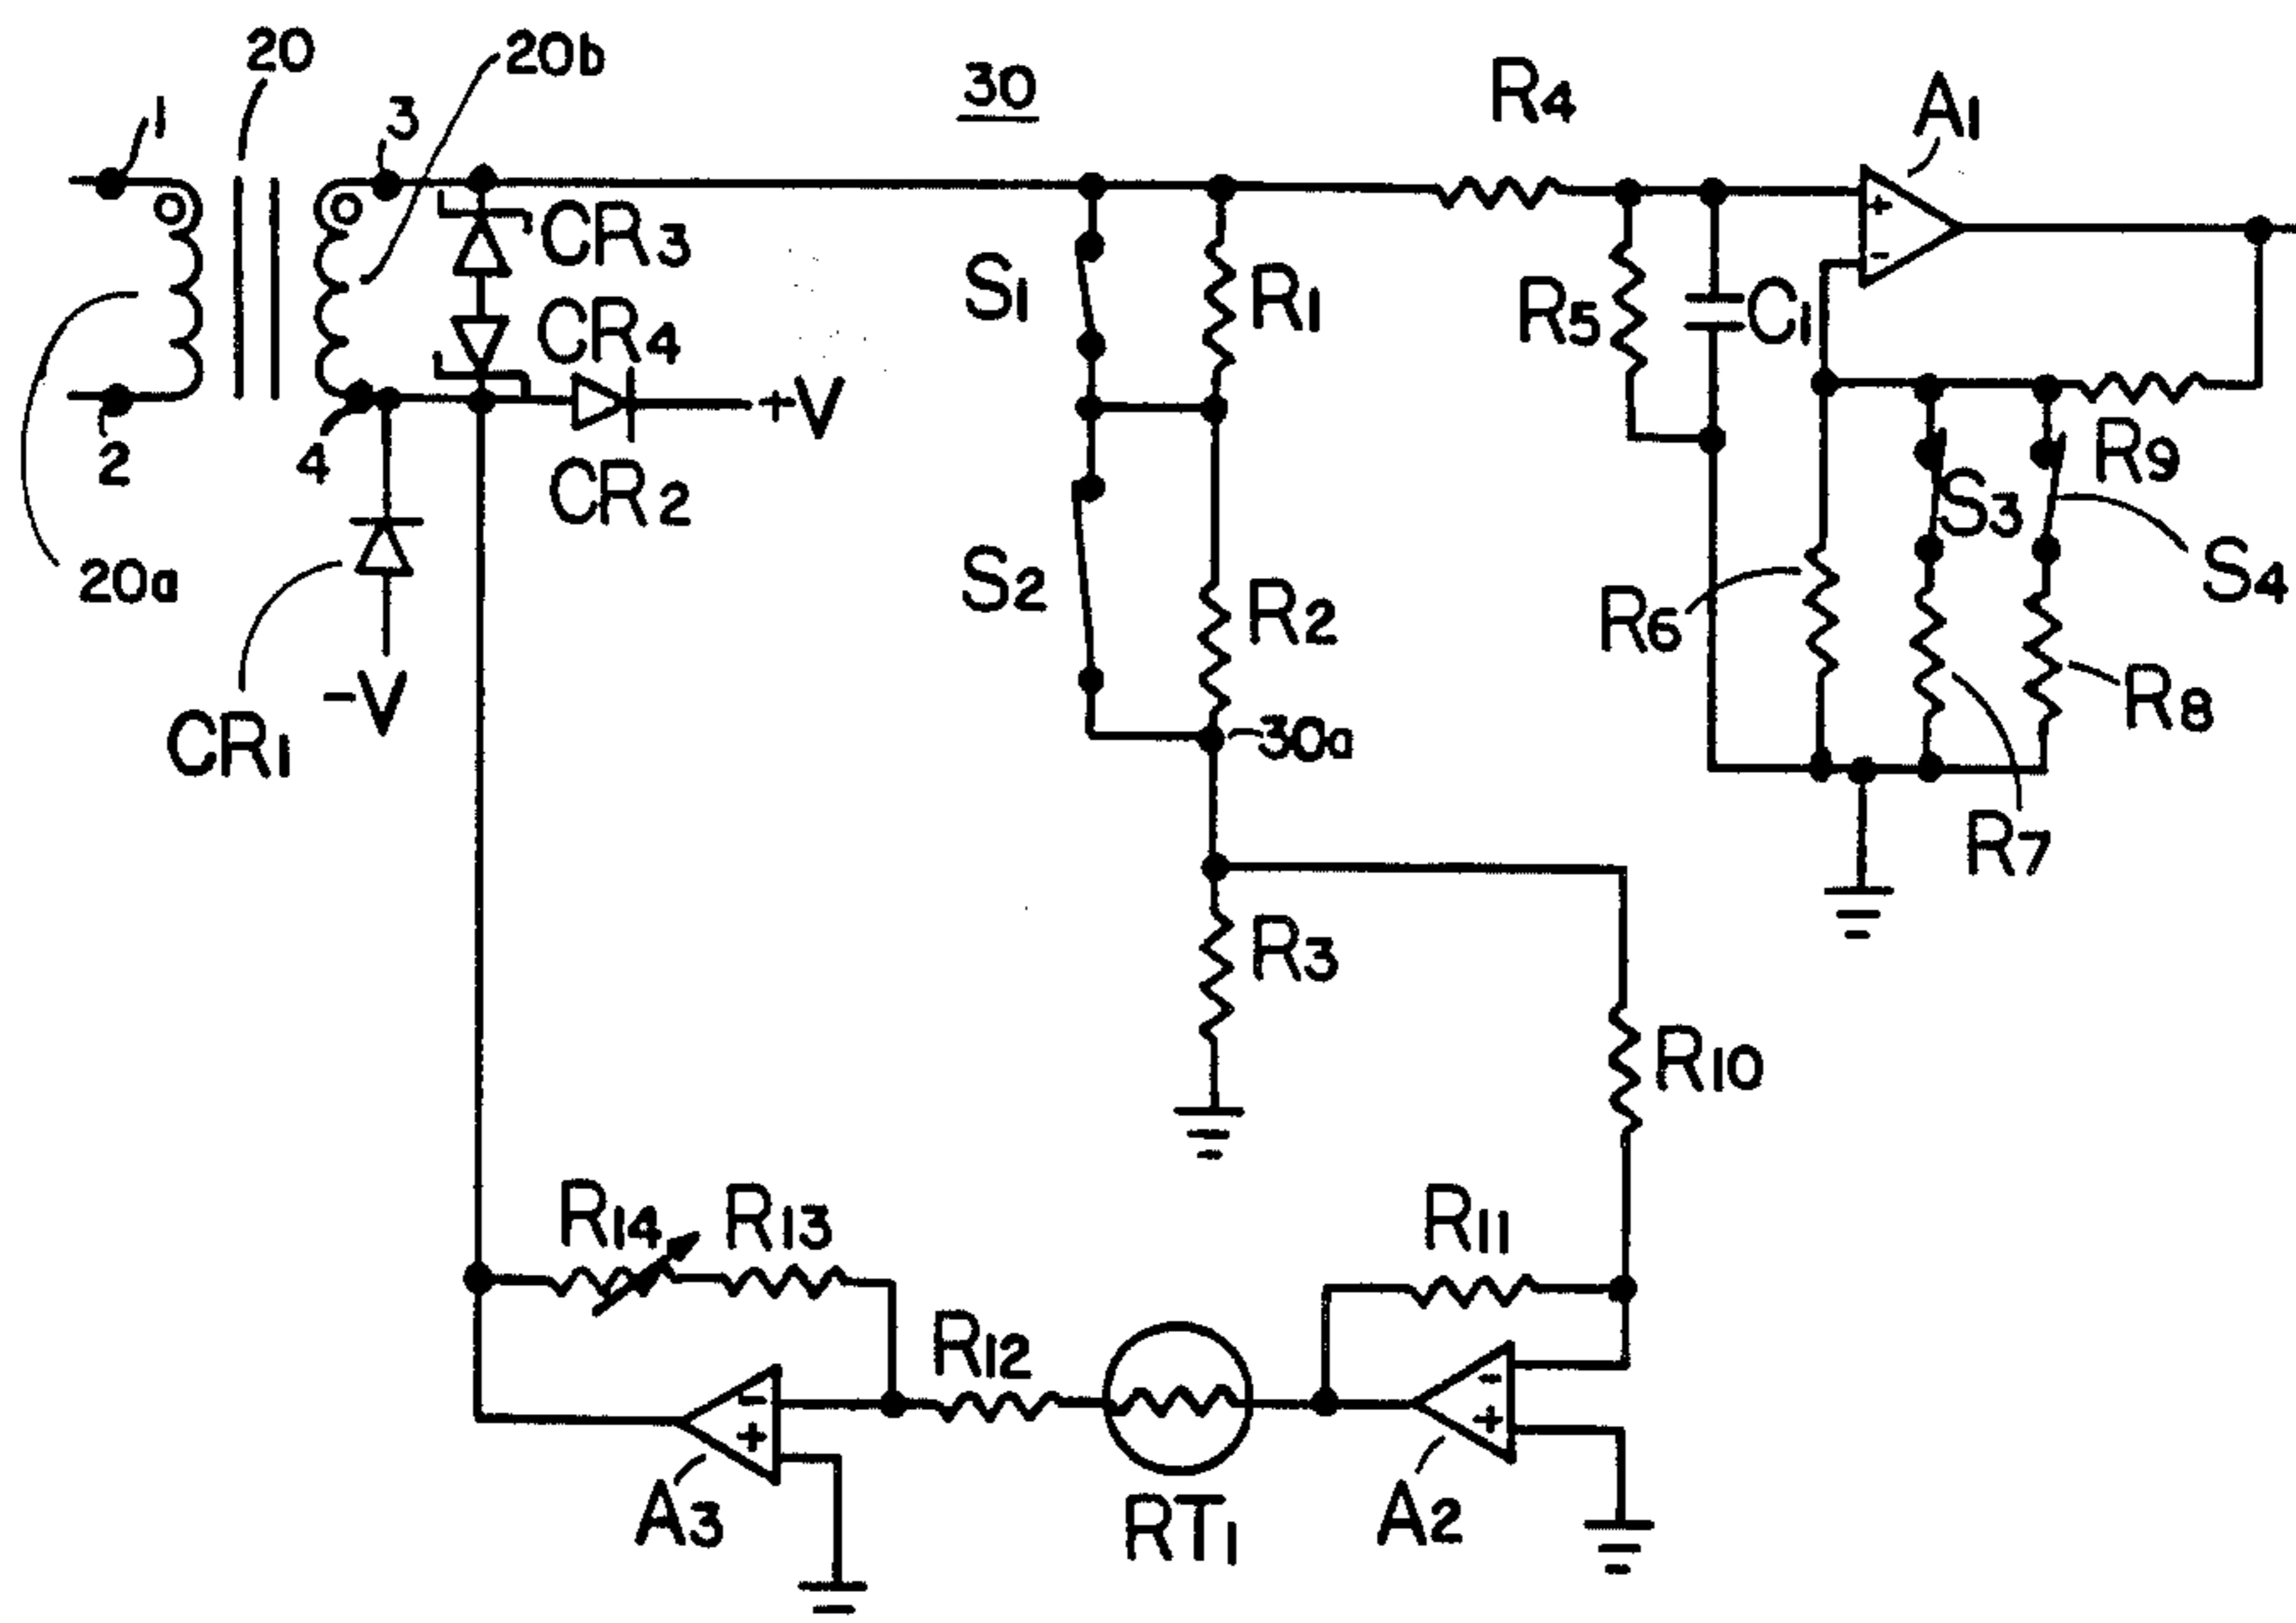 20
20b
30
R4
A1
1
3
+
-
CR3
S1
R1
R5
C1
CR4
+V
2
4
CR2
R9
S3
S4
20a
S2
R2
R6
-V
R8
CR1
30a
R7
R3
R10
R14
R13
R11
R12
-
+
-
+
A3
RT1
A2